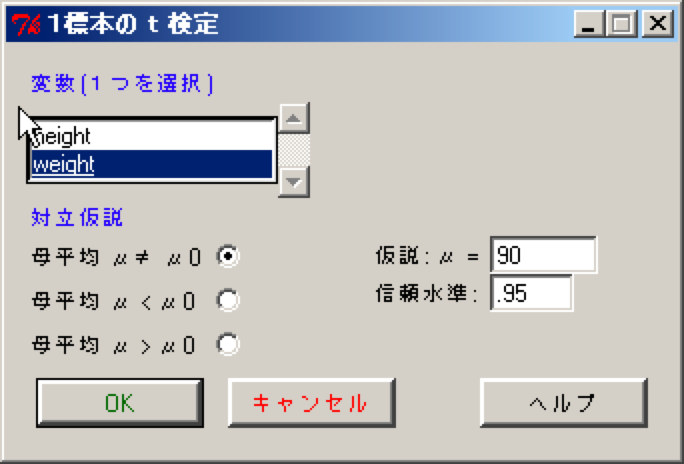 1標本の t 検定
変数(1 つを選択)
height
weight
対立仮説
母平均 μ≠ μ0
仮説: μ = 90
母平均 μ < μ0
信頼水準: .95
母平均 μ > μ0
OK
キャンセル
ヘルプ